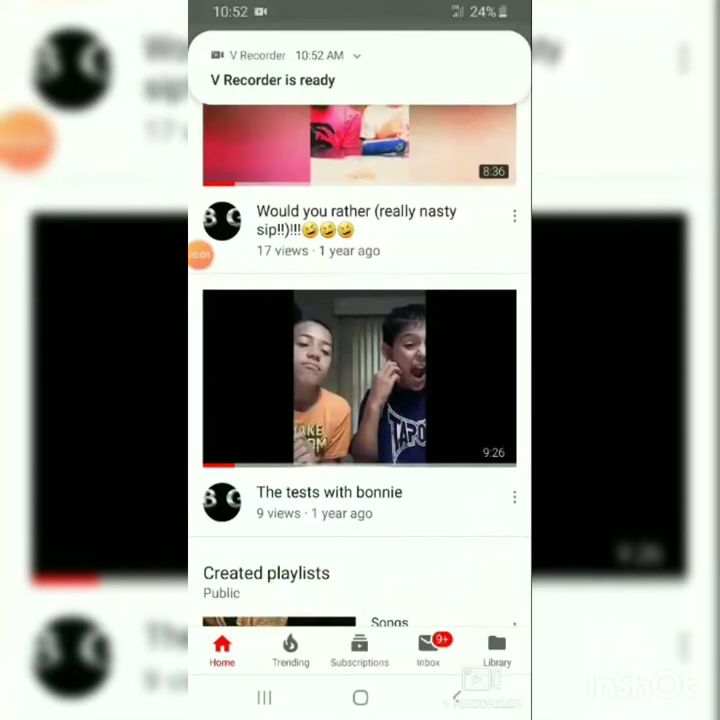 10:52
24%
V Recorder 10:52 AM
V Recorder is ready
8:36
Would you rather (really nasty
sip!!)!!!🤣🤣🤣
17 views · 1 year ago
00:05
9:26
The tests with bonnie
9 views · 1 year ago
Created playlists
Public
Songs
9+
Home
Trending
Subscriptions
Inbox
Library
InShOt